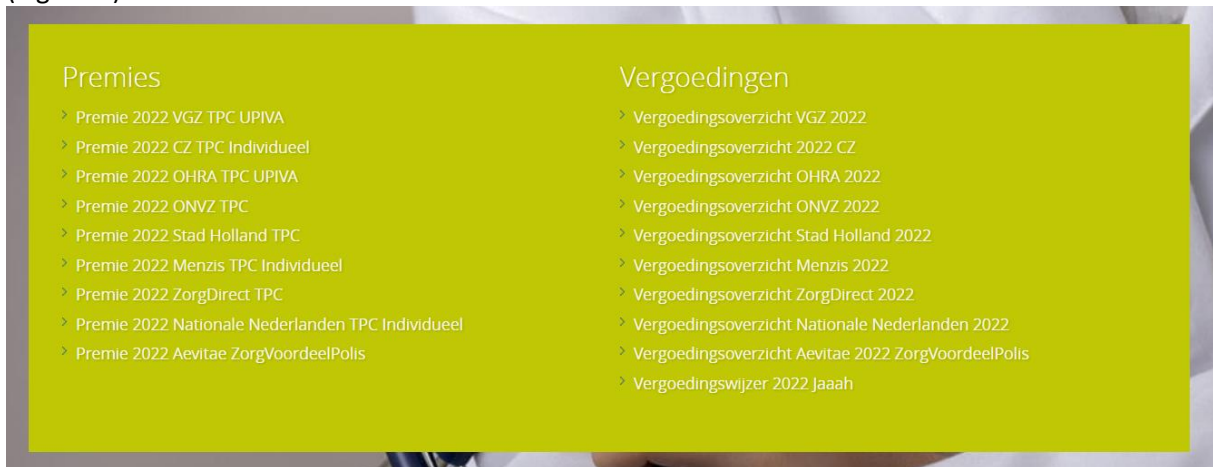 Premies
Premie 2022 VGZ TPC UPIVA
Premie 2022 CZ TPC Individueel
Premie 2022 OHRA TPC UPIVA
Premie 2022 ONVZ TPC
Premie 2022 Stad Holland TPC
Premie 2022 Menzis TPC Individueel
Premie 2022 ZorgDirect TPC
Premie 2022 Nationale Nederlanden TPC Individueel
Premie 2022 Aevitae ZorgVoordeelPolis
Vergoedingen
Vergoedingsoverzicht VGZ 2022
Vergoedingsoverzicht 2022 CZ
Vergoedingsoverzicht OHRA 2022
Vergoedingsoverzicht ONVZ 2022
Vergoedingsoverzicht Stad Holland 2022
Vergoedingsoverzicht Menzis 2022
Vergoedingsoverzicht ZorgDirect 2022
Vergoedingsoverzicht Nationale Nederlanden 2022
Vergoedingsoverzicht Aevitae 2022 ZorgVoordeelPolis
Vergoedingswijzer 2022 Jaaah